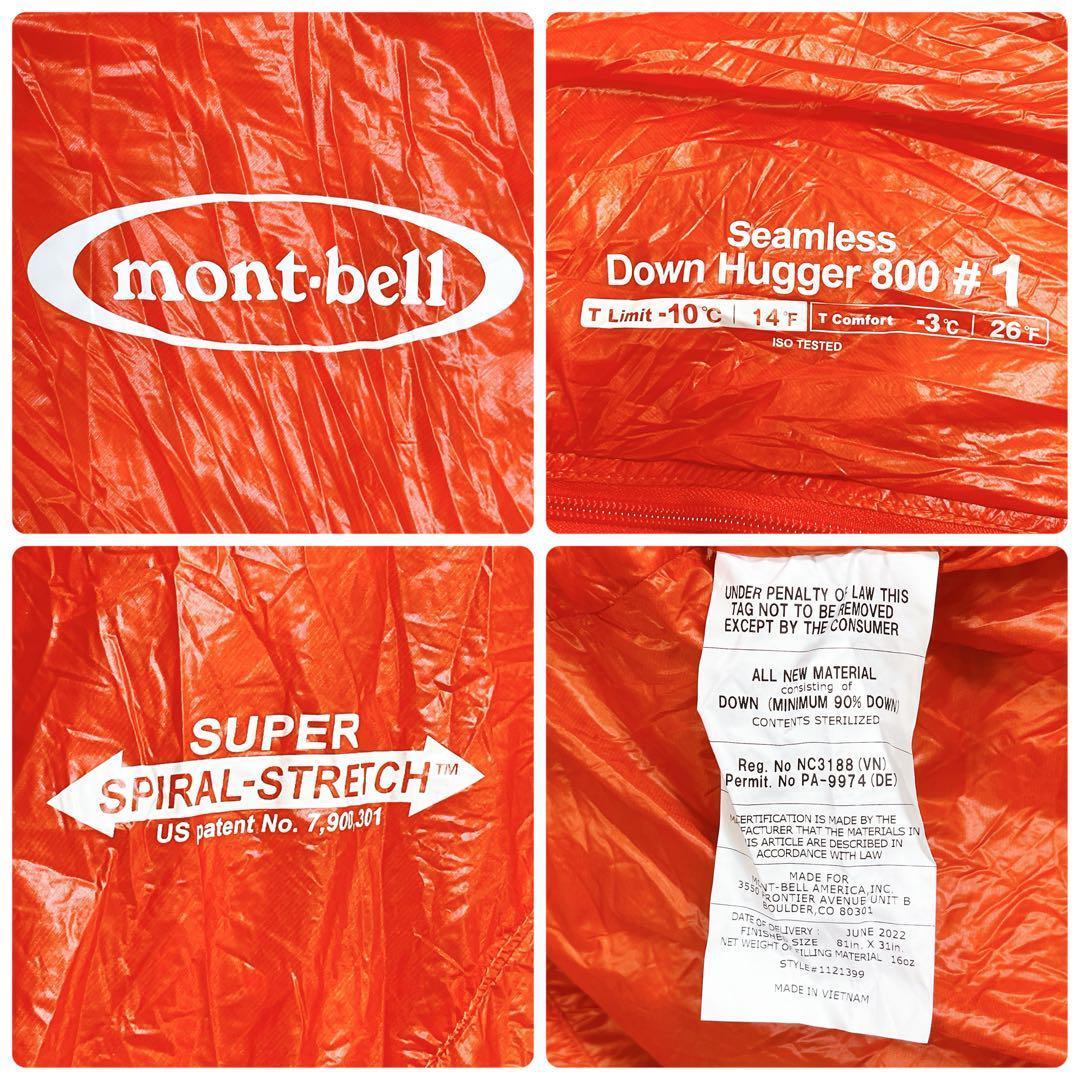 mont·bell
Seamless
Down Hugger 800 #1
T Limit -10℃ 14°F T Comfort -3℃ 26°F
ISO TESTED
SUPER
SPIRAL-STRETCH™
US patent No. 7,900,301
UNDER PENALTY OF LAW THIS
TAG NOT TO BE REMOVED
EXCEPT BY THE CONSUMER
ALL NEW MATERIAL
consisting of
DOWN (MINIMUM 90% DOWN)
CONTENTS STERILIZED
Reg. No NC3188 (VN)
Permit. No PA-9974 (DE)
CERTIFICATION IS MADE BY THE
THAT THE MATERIALS IN
ARTICLE ARE DESCRIBED IN
ACCORDANCE WITH LAW
MADE FOR
MONT-BELL AMERICA,INC.
3550 FRONTIER AVENUE UNIT B
BOULDER,CO 80301
DATE OF DELIVERY : JUNE 2022
FINISHED SIZE 81in. X 31in.
NET WEIGHT OF FILLING MATERIAL 16oz
STYLE#1121399
MADE IN VIETNAM